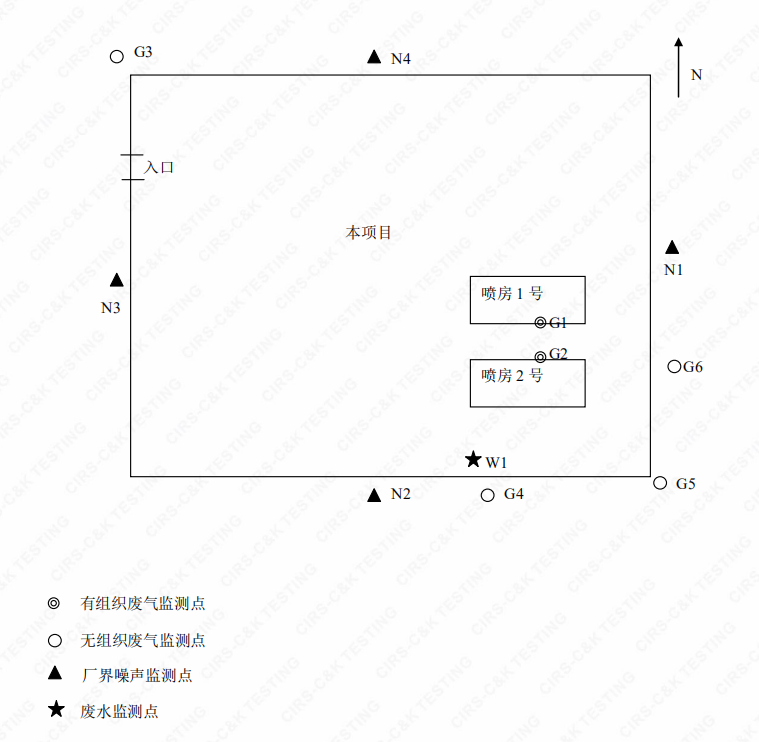 G3
N4
N
入口
本项目
N1
N3
喷房 1 号
G1
G2
喷房 2 号
G6
W1
G5
N2
G4
有组织废气监测点
无组织废气监测点
厂界噪声监测点
废水监测点
CIRS-C&K TESTING